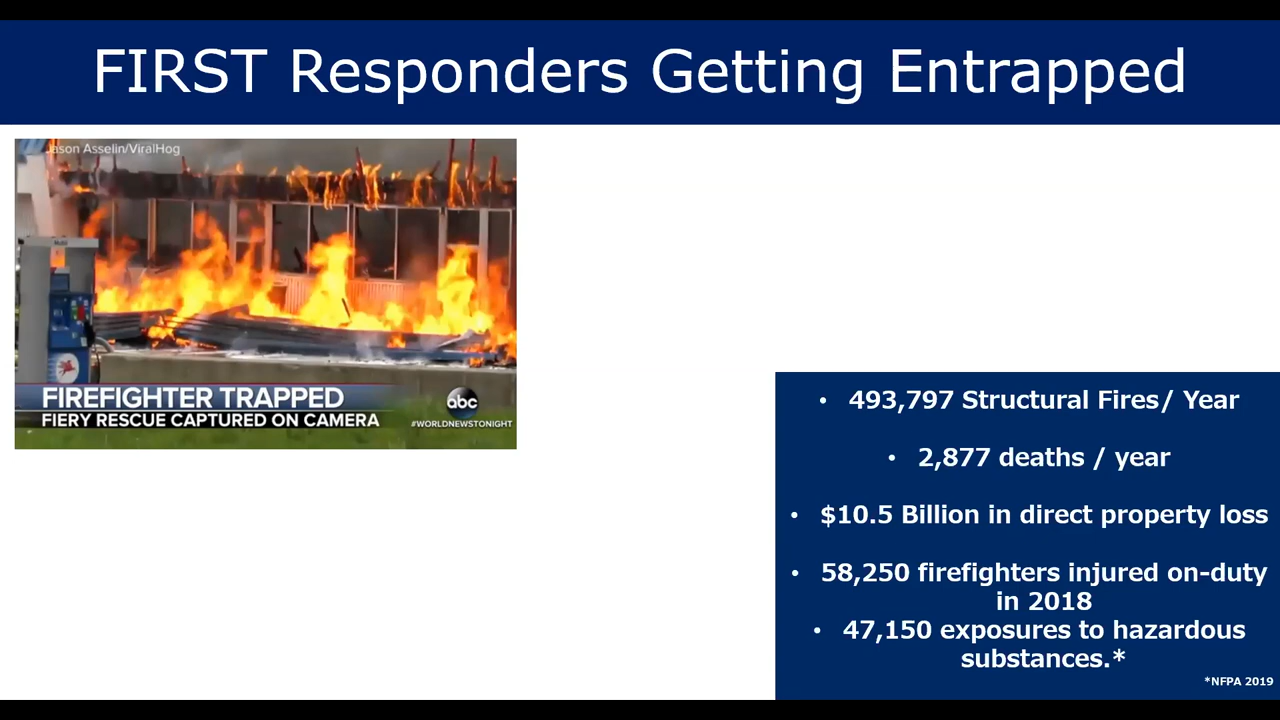 FIRST Responders Getting Entrapped
Jason Asselin/ViralHog
Mobil
FIREFIGHTER TRAPPED
abc
FIERY RESCUE CAPTURED ON CAMERA
#WORLDNEWSTONIGHT
• 493,797 Structural Fires/ Year
• 2,877 deaths / year
• $10.5 Billion in direct property loss
• 58,250 firefighters injured on-duty
in 2018
• 47,150 exposures to hazardous
substances.*
*NFPA 2019